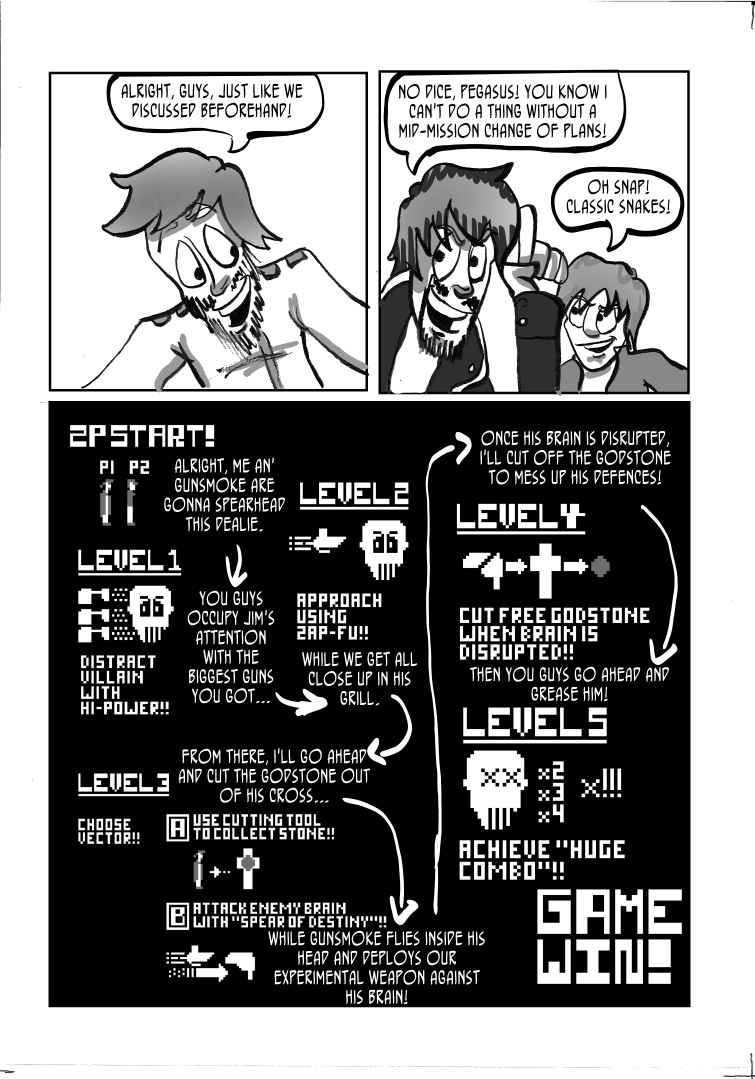 ALRIGHT, GUYS, JUST LIKE WE
DISCUSSED BEFOREHAND!
NO DICE, PEGASUS! YOU KNOW I
CAN'T DO A THING WITHOUT A
MID-MISSION CHANGE OF PLANS!
OH SNAP!
CLASSIC SNAKES!
2P START!
P1 P2
ALRIGHT, ME AN'
GUNSMOKE ARE
GONNA SPEARHEAD
THIS DEALIE.
LEVEL 1
DISTRACT
VILLAIN
WITH
HI-POWER!!
YOU GUYS
OCCUPY JIM'S
ATTENTION
WITH THE
BIGGEST GUNS
YOU GOT...
LEVEL 2
APPROACH
USING
ZAP-FU!!
WHILE WE GET ALL
CLOSE UP IN HIS
GRILL.
FROM THERE, I'LL GO AHEAD
AND CUT THE GODSTONE OUT
OF HIS CROSS...
LEVEL 3
CHOOSE
VECTOR!!
A USE CUTTING TOOL
TO COLLECT STONE!!
B ATTACK ENEMY BRAIN
WITH "SPEAR OF DESTINY"!!
WHILE GUNSMOKE FLIES INSIDE HIS
HEAD AND DEPLOYS OUR
EXPERIMENTAL WEAPON AGAINST
HIS BRAIN!
ONCE HIS BRAIN IS DISRUPTED,
I'LL CUT OFF THE GODSTONE
TO MESS UP HIS DEFENCES!
LEVEL 4
CUT FREE GODSTONE
WHEN BRAIN IS
DISRUPTED!!
THEN YOU GUYS GO AHEAD AND
GREASE HIM!
LEVEL 5
x2
x3
x4
x!!!
ACHIEVE "HUGE
COMBO"!!
GAME
WIN!